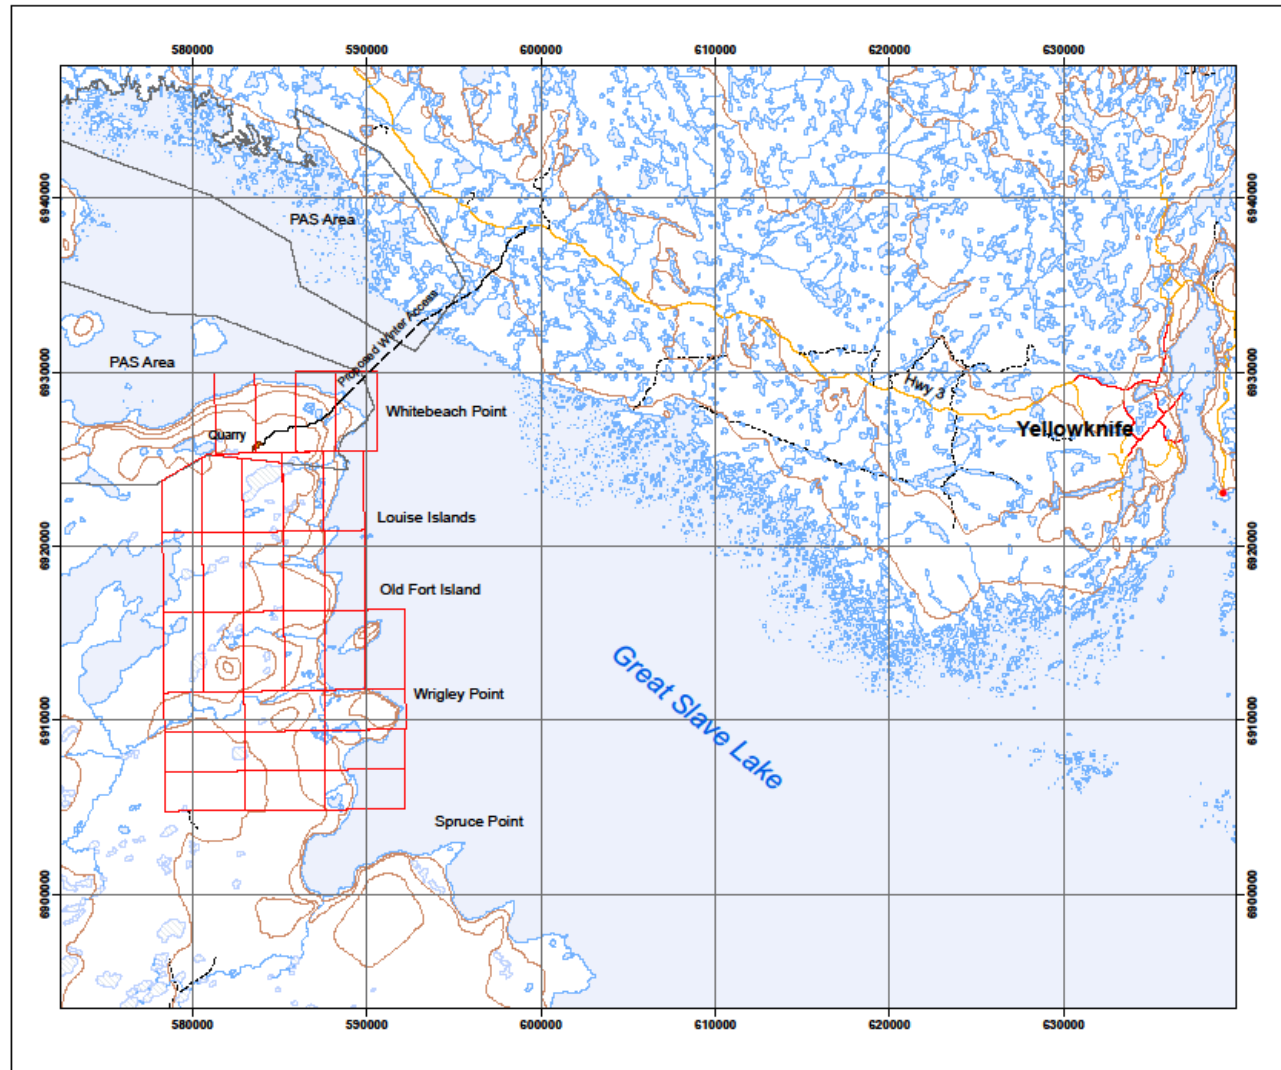 580000
590000
600000
610000
620000
630000
6940000
6940000
PAS Area
Proposed Winter Access
PAS Area
6930000
6930000
Hwy 3
Whitebeach Point
Quarry
Yellowknife
Louise Islands
6920000
6920000
Old Fort Island
Great Slave Lake
Wrigley Point
6910000
6910000
Spruce Point
6900000
6900000
580000
590000
600000
610000
620000
630000